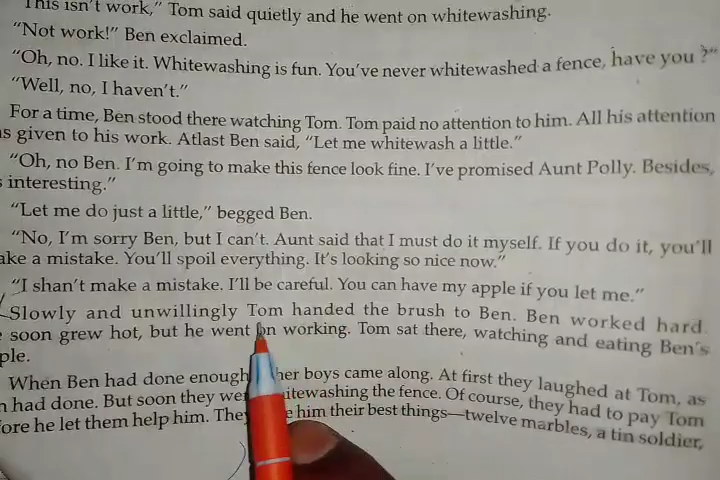 This isn't work," Tom said quietly and he went on whitewashing.
"Not work!" Ben exclaimed.
"Oh, no. I like it. Whitewashing is fun. You've never whitewashed a fence, have you ?"
"Well, no, I haven't."
For a time, Ben stood there watching Tom. Tom paid no attention to him. All his attention
as given to his work. Atlast Ben said, "Let me whitewash a little."
"Oh, no Ben. I'm going to make this fence look fine. I've promised Aunt Polly. Besides,
interesting."
"Let me do just a little," begged Ben.
"No, I'm sorry Ben, but I can't. Aunt said that I must do it myself. If you do it, you'll
ake a mistake. You'll spoil everything. It's looking so nice now."
"I shan't make a mistake. I'll be careful. You can have my apple if you let me."
Slowly and unwillingly Tom handed the brush to Ben. Ben worked hard.
soon grew hot, but he went on working. Tom sat there, watching and eating Ben's
ple.
When Ben had done enough her boys came along. At first they laughed at Tom, as
n had done. But soon they wer itewashing the fence. Of course, they had to pay Tom
ore he let them help him. They him their best things—twelve marbles, a tin soldier,